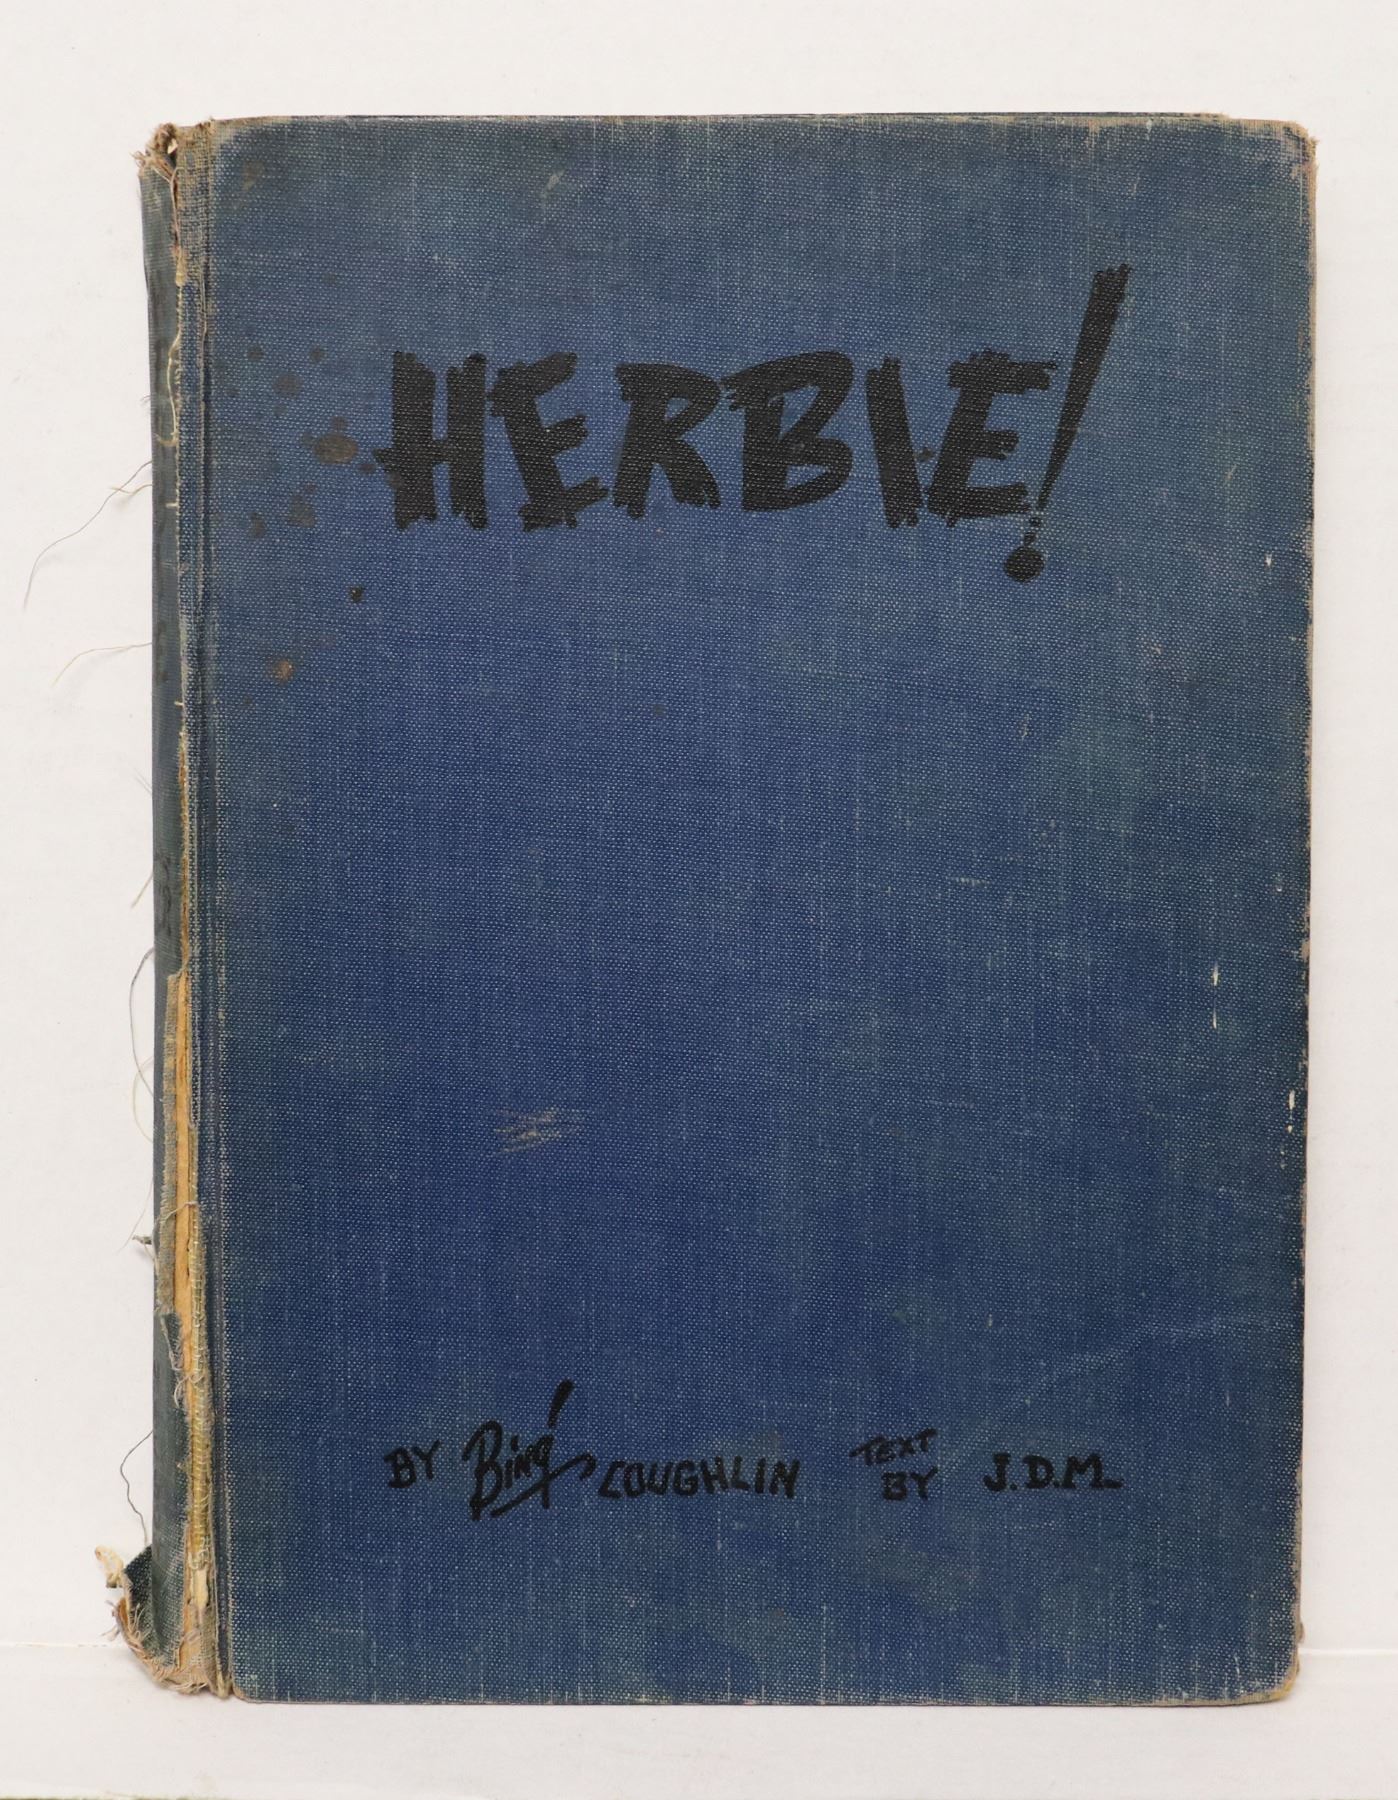 HERBIE!
BY Bing COUGHLIN TEXT BY J.D.M.